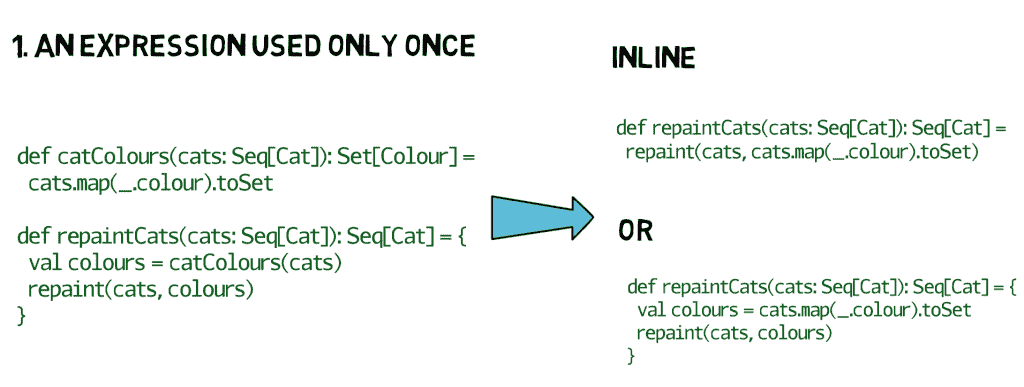 1. AN EXPRESSION USED ONLY ONCE
def catColours(cats: Seq[Cat]): Set[Colour] =
  cats.map(_.colour).toSet
def repaintCats(cats: Seq[Cat]): Seq[Cat] = {
  val colours = catColours(cats)
  repaint(cats, colours)
}
INLINE
def repaintCats(cats: Seq[Cat]): Seq[Cat] =
  repaint(cats, cats.map(_.colour).toSet)
OR
def repaintCats(cats: Seq[Cat]): Seq[Cat] = {
  val colours = cats.map(_.colour).toSet
  repaint(cats, colours)
}